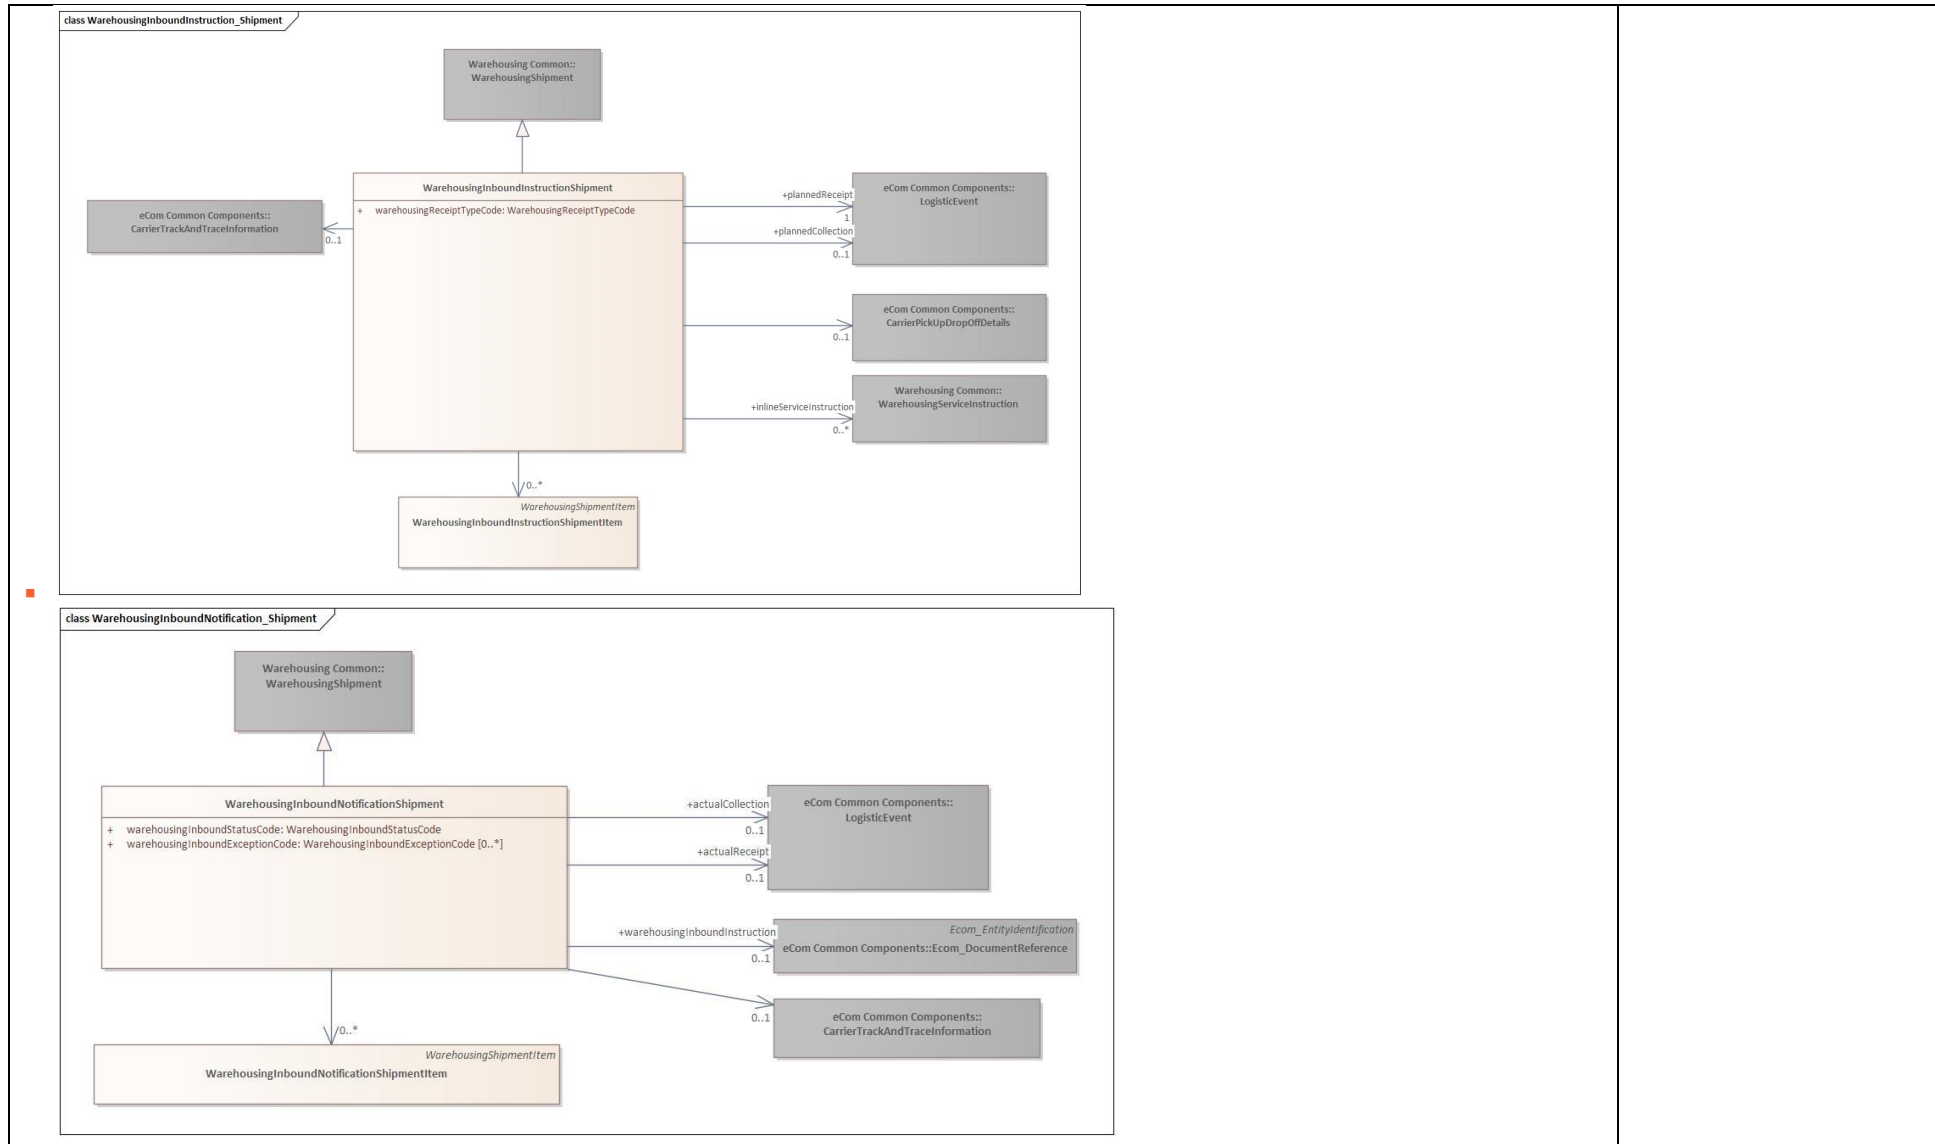 class WarehousingInboundInstruction_Shipment
Warehousing Common::
WarehousingShipment
WarehousingInboundInstructionShipment
+ warehousingReceiptTypeCode: WarehousingReceiptTypeCode
eCom Common Components::
CarrierTrackAndTraceInformation
0..1
+plannedReceipt
1
+plannedCollection
0..1
eCom Common Components::
LogisticEvent
0..1
eCom Common Components::
CarrierPickUpDropOffDetails
+inlineServiceInstruction
0..*
Warehousing Common::
WarehousingServiceInstruction
0..*
WarehousingShipmentItem
WarehousingInboundInstructionShipmentItem
class WarehousingInboundNotification_Shipment
Warehousing Common::
WarehousingShipment
WarehousingInboundNotificationShipment
+ warehousingInboundStatusCode: WarehousingInboundStatusCode
+ warehousingInboundExceptionCode: WarehousingInboundExceptionCode [0..*]
+actualCollection
0..1
+actualReceipt
0..1
eCom Common Components::
LogisticEvent
+warehousingInboundInstruction
0..1
Ecom_EntityIdentification
eCom Common Components::Ecom_DocumentReference
0..1
eCom Common Components::
CarrierTrackAndTraceInformation
0..*
WarehousingShipmentItem
WarehousingInboundNotificationShipmentItem